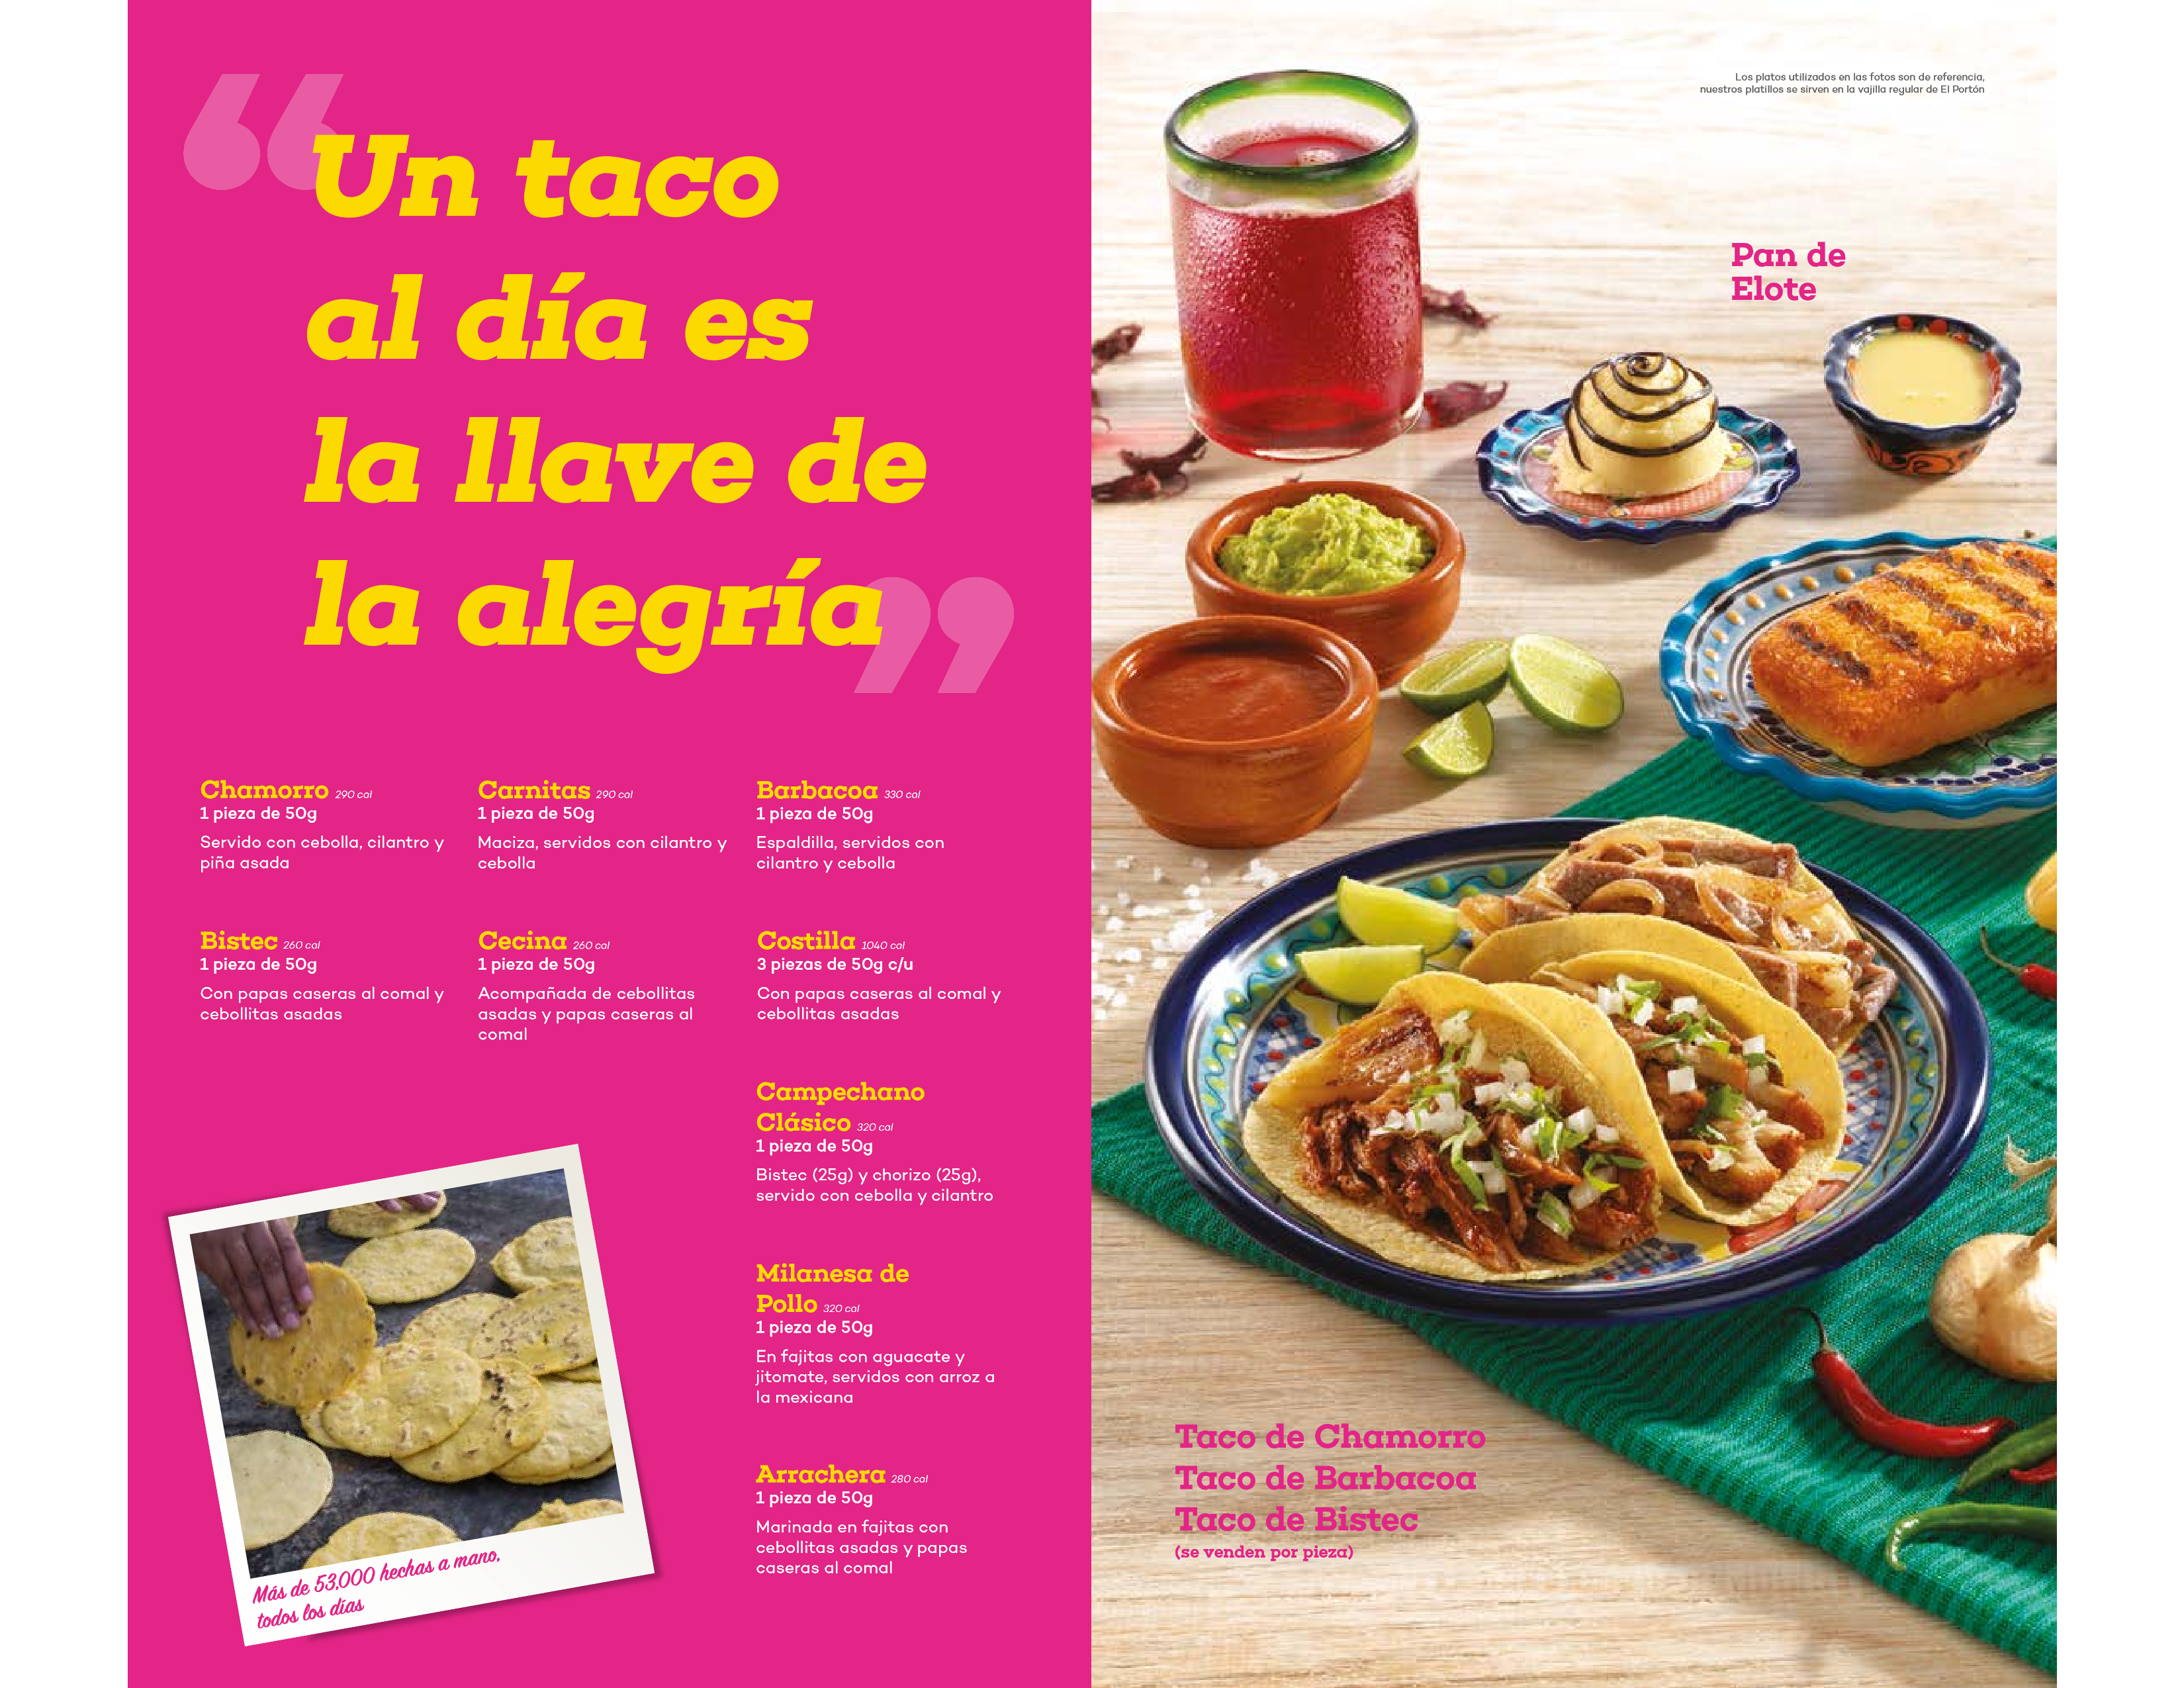 Un taco
al día es
la llave de
la alegría
Chamorro 290 cal
1 pieza de 50g
Servido con cebolla, cilantro y
piña asada
Carnitas 290 cal
1 pieza de 50g
Maciza, servidos con cilantro y
cebolla
Barbacoa 330 cal
1 pieza de 50g
Espaldilla, servidos con
cilantro y cebolla
Bistec 260 cal
1 pieza de 50g
Con papas caseras al comal y
cebollitas asadas
Cecina 260 cal
1 pieza de 50g
Acompañada de cebollitas
asadas y papas caseras al
comal
Costilla 1040 cal
3 piezas de 50g c/u
Con papas caseras al comal y
cebollitas asadas
Campechano
Clásico 320 cal
1 pieza de 50g
Bistec (25g) y chorizo (25g),
servido con cebolla y cilantro
Milanesa de
Pollo 320 cal
1 pieza de 50g
En fajitas con aguacate y
jitomate, servidos con arroz a
la mexicana
Arrachera 280 cal
1 pieza de 50g
Marinada en fajitas con
cebollitas asadas y papas
caseras al comal
Más de 53,000 hechas a mano,
todos los días
Los platos utilizados en las fotos son de referencia,
nuestros platillos se sirven en la vajilla regular de El Portón
Pan de
Elote
Taco de Chamorro
Taco de Barbacoa
Taco de Bistec
(se venden por pieza)